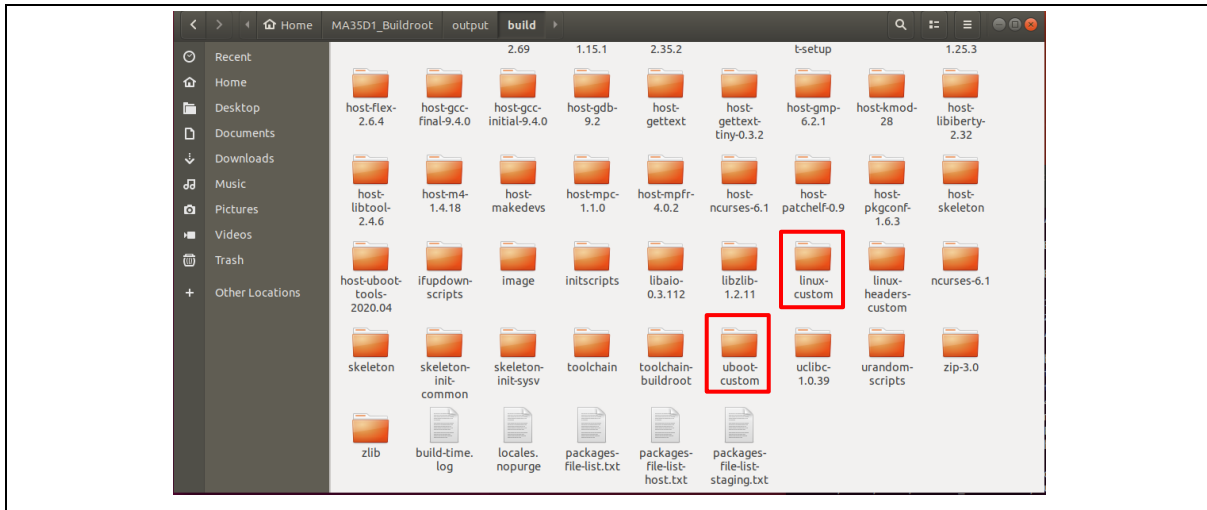 Home MA35D1_Buildroot output build
Recent
Home
Desktop
Documents
Downloads
Music
Pictures
Videos
Trash
+ Other Locations
2.69 1.15.1 2.35.2 t-setup 1.25.3
host-flex- host-gcc- host-gcc- host-gdb- host- host- host-gmp- host-kmod- host-
2.6.4 final-9.4.0 initial-9.4.0 9.2 gettext gettext- 6.2.1 28 libiberty-
tiny-0.3.2 2.32
host- host-m4- host- host-mpc- host-mpfr- host- host- host- host-
libtool- 1.4.18 makedevs 1.1.0 4.0.2 ncurses-6.1 patchelf-0.9 pkgconf- skeleton
2.4.6 1.6.3
host-uboot- ifupdown- image initscripts libaio- libzlib- linux- linux- ncurses-6.1
tools- scripts 0.3.112 1.2.11 custom headers-
2020.04 custom
skeleton skeleton- skeleton- toolchain toolchain- uboot- uclibc- urandom- zip-3.0
init- init-sysv buildroot custom 1.0.39 scripts
common
zlib build-time. locales. packages- packages- packages-
log nopurge file-list.txt file-list- file-list-
host.txt staging.txt